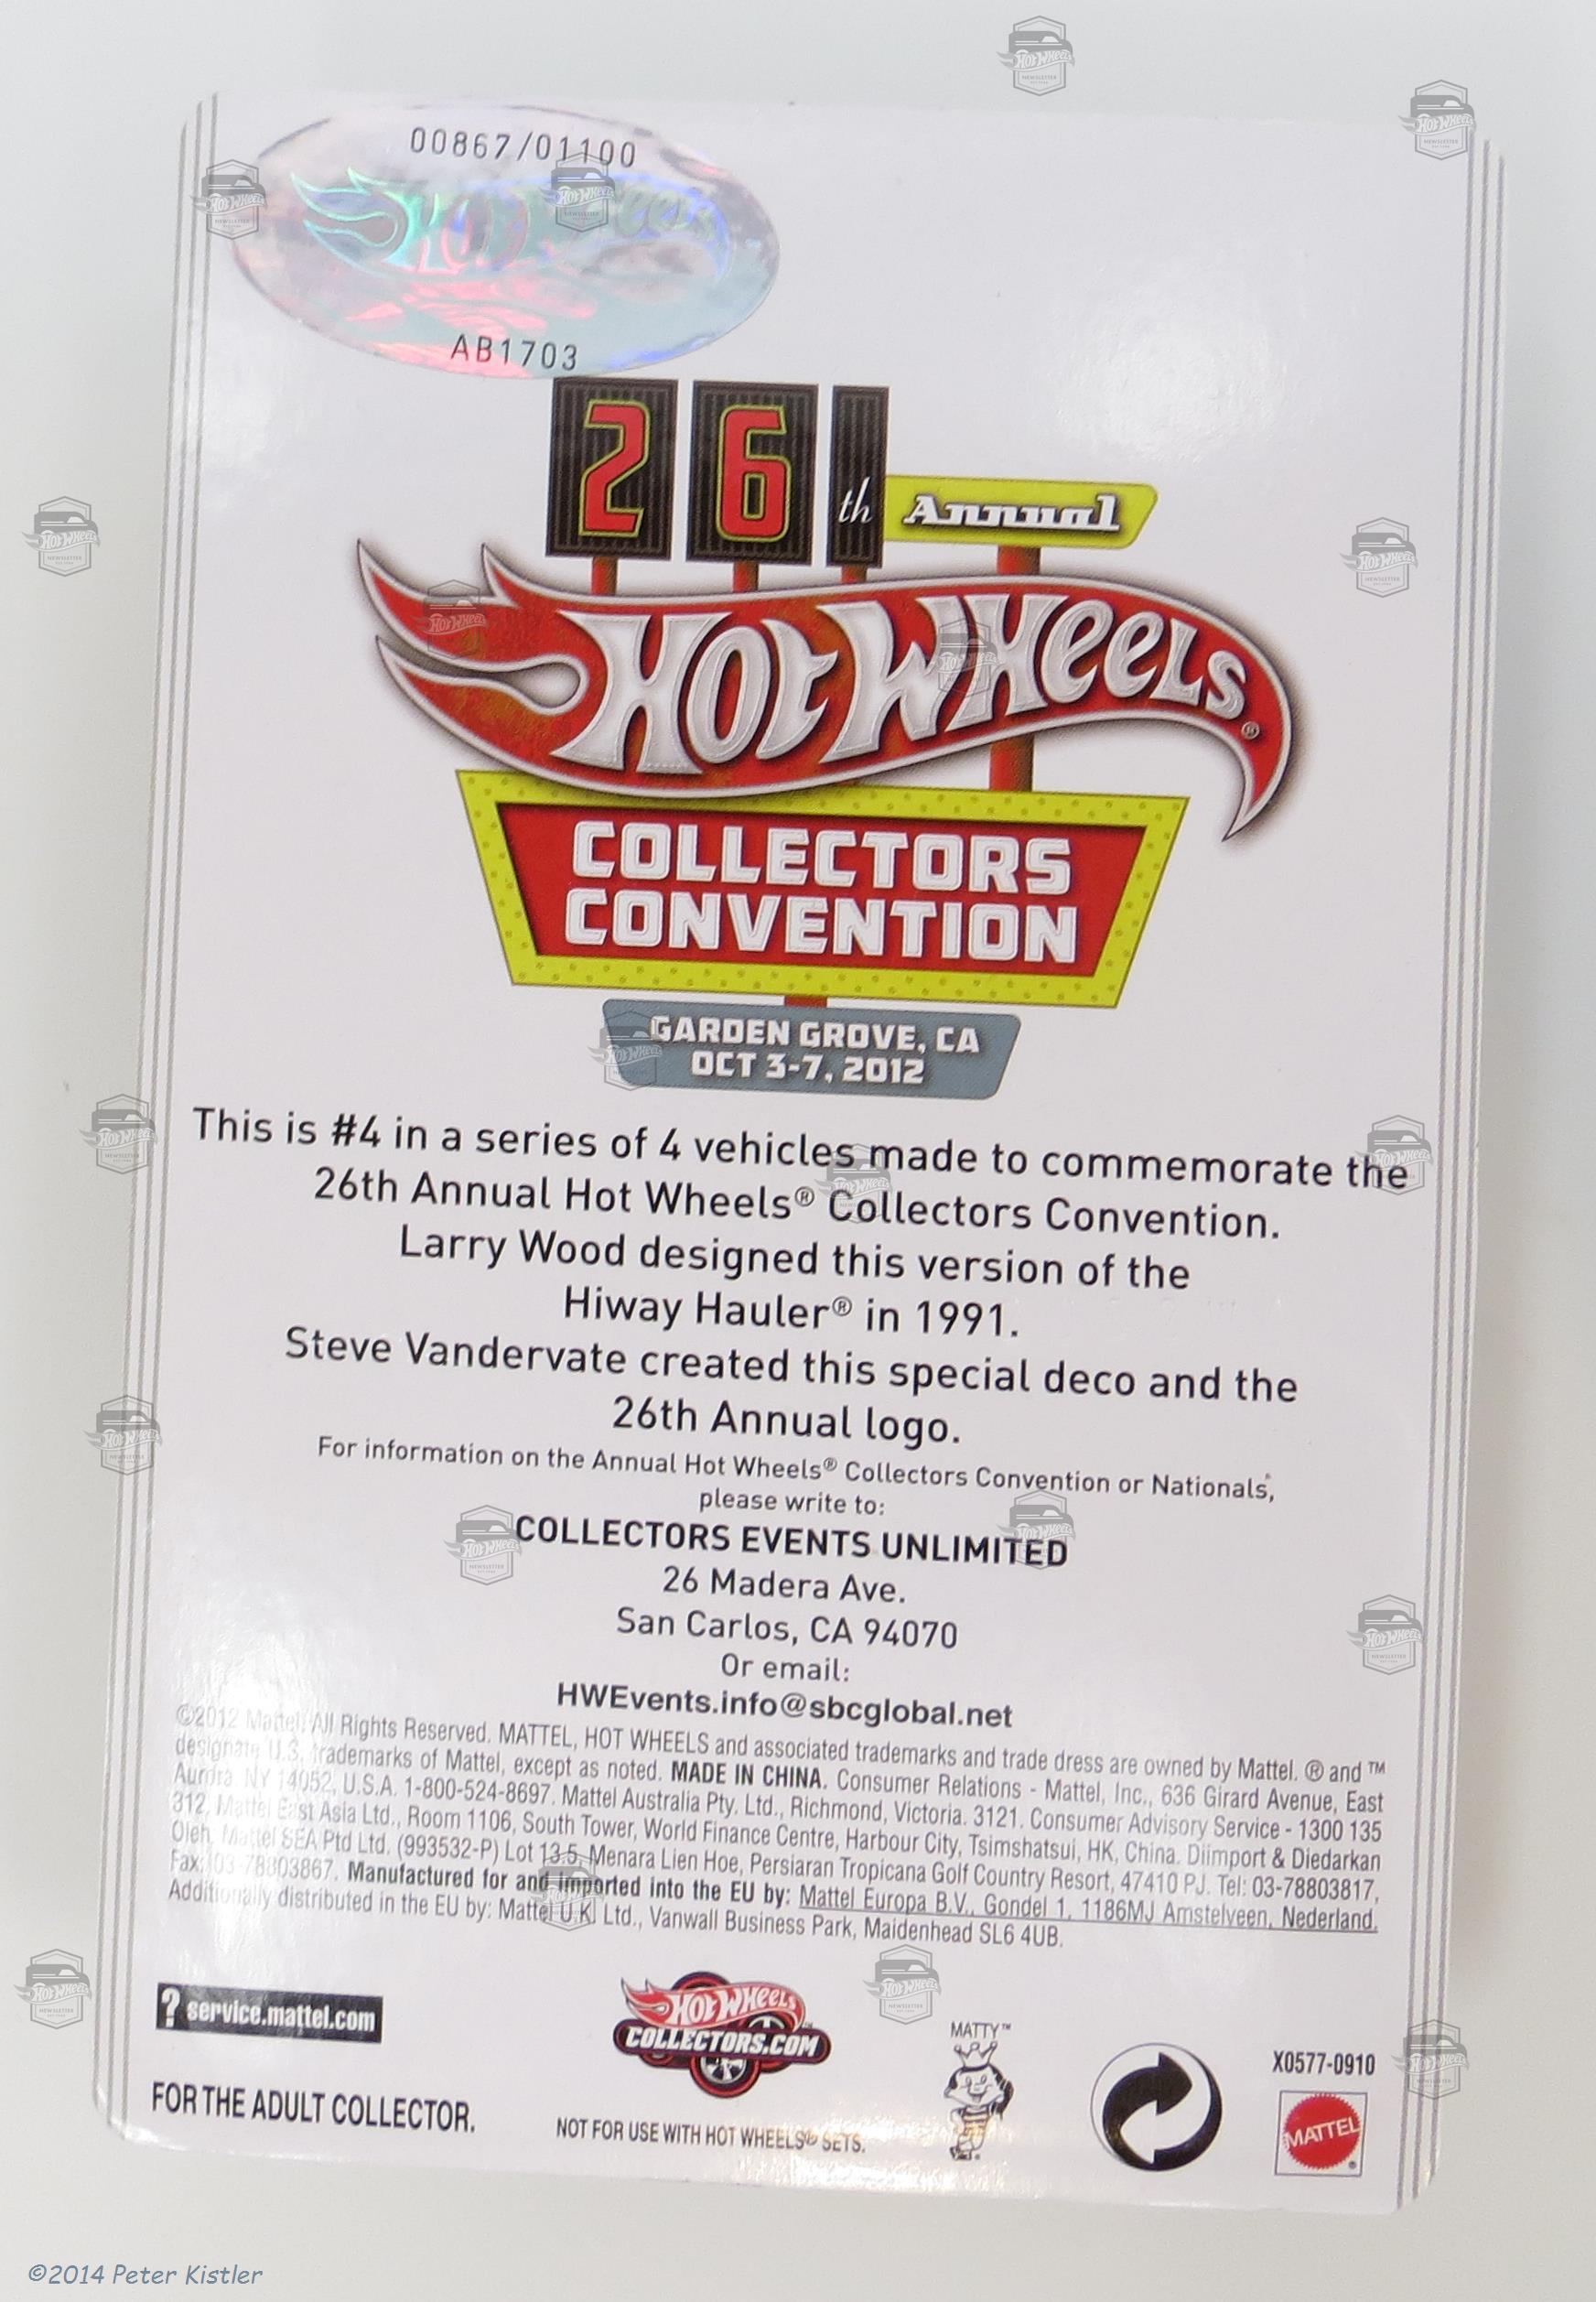 00867/01100
Hot Wheels
AB1703
26th Annual
Hot Wheels®
COLLECTORS
CONVENTION
GARDEN GROVE, CA
OCT 3-7, 2012
This is #4 in a series of 4 vehicles made to commemorate the
26th Annual Hot Wheels® Collectors Convention.
Larry Wood designed this version of the
Hiway Hauler® in 1991.
Steve Vandervate created this special deco and the
26th Annual logo.
For information on the Annual Hot Wheels® Collectors Convention or Nationals,
please write to:
COLLECTORS EVENTS UNLIMITED
26 Madera Ave.
San Carlos, CA 94070
Or email:
HWEvents.info@sbcglobal.net
©2012 Mattel. All Rights Reserved. MATTEL, HOT WHEELS and associated trademarks and trade dress are owned by Mattel. ® and ™
designate U.S. trademarks of Mattel, except as noted. MADE IN CHINA. Consumer Relations - Mattel, Inc., 636 Girard Avenue, East
Aurora NY 14052, U.S.A. 1-800-524-8697. Mattel Australia Pty. Ltd., Richmond, Victoria. 3121. Consumer Advisory Service - 1300 135
312. Mattel East Asia Ltd., Room 1106, South Tower, World Finance Centre, Harbour City, Tsimshatsui, HK, China. Diimport & Diedarkan
Oleh. Mattel SEA Ptd Ltd. (993532-P) Lot 13.5, Menara Lien Hoe, Persiaran Tropicana Golf Country Resort, 47410 PJ. Tel: 03-78803817,
Fax: 03-78803867. Manufactured for and imported into the EU by: Mattel Europa B.V., Gondel 1, 1186MJ Amstelveen, Nederland.
Additionally distributed in the EU by: Mattel U.K. Ltd., Vanwall Business Park, Maidenhead SL6 4UB.
? service.mattel.com
HOT WHEELS™
COLLECTORS.COM
MATTY™
X0577-0910
FOR THE ADULT COLLECTOR.
NOT FOR USE WITH HOT WHEELS® SETS.
MATTEL®
©2014 Peter Kistler